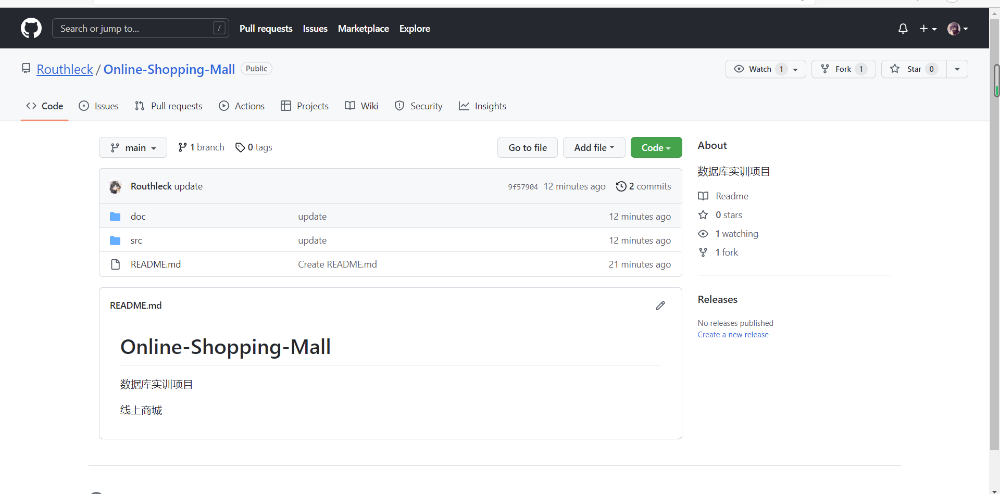 Search or jump to... /
Pull requests Issues Marketplace Explore
Routhleck / Online-Shopping-Mall Public
Watch 1 Fork 1 Star 0
Code Issues Pull requests Actions Projects Wiki Security Insights
main 1 branch 0 tags Go to file Add file Code
Routhleck update 9f57904 12 minutes ago 2 commits
doc update 12 minutes ago
src update 12 minutes ago
README.md Create README.md 21 minutes ago
README.md
Online-Shopping-Mall
数据库实训项目
线上商城
About
数据库实训项目
Readme
0 stars
1 watching
1 fork
Releases
No releases published
Create a new release